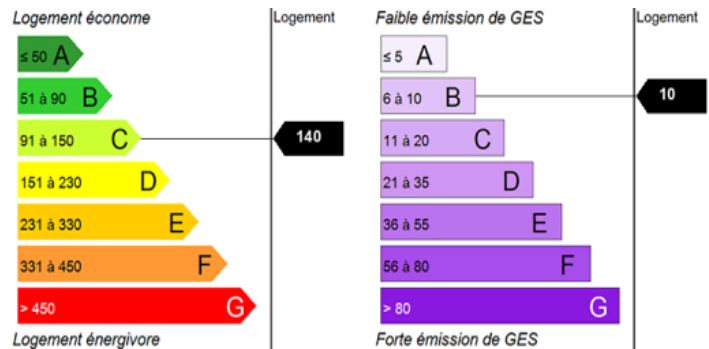 Logement économe
Logement
≤ 50 A
51 à 90 B
91 à 150 C
140
151 à 230 D
231 à 330 E
331 à 450 F
> 450 G
Logement énergivore
Faible émission de GES
Logement
≤ 5 A
6 à 10 B
10
11 à 20 C
21 à 35 D
36 à 55 E
56 à 80 F
> 80 G
Forte émission de GES